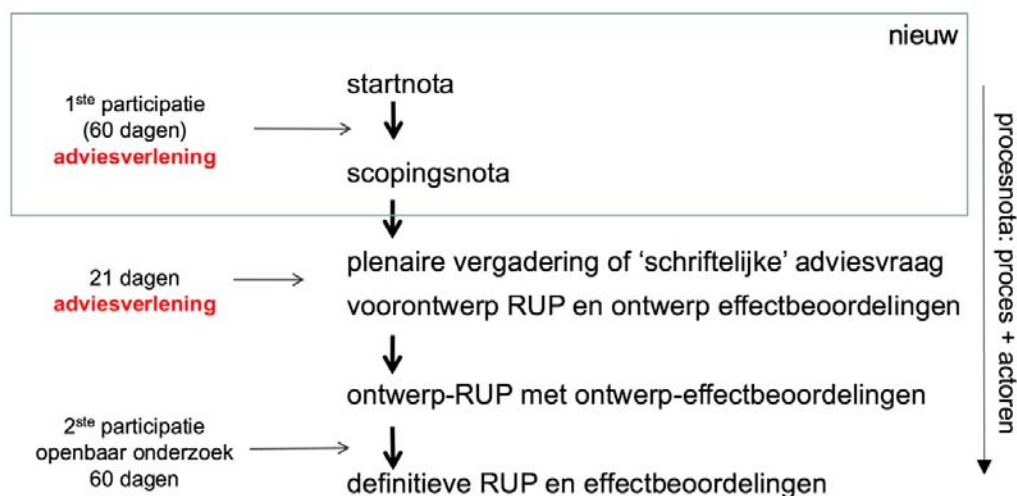 nieuw
startnota
1ste participatie
(60 dagen)
adviesverlening
scopingsnota
plenaire vergadering of ‘schriftelijke’ adviesvraag
voorontwerp RUP en ontwerp effectbeoordelingen
21 dagen
adviesverlening
ontwerp-RUP met ontwerp-effectbeoordelingen
2ste participatie
openbaar onderzoek
60 dagen
definitieve RUP en effectbeoordelingen
procesnota: proces + actoren